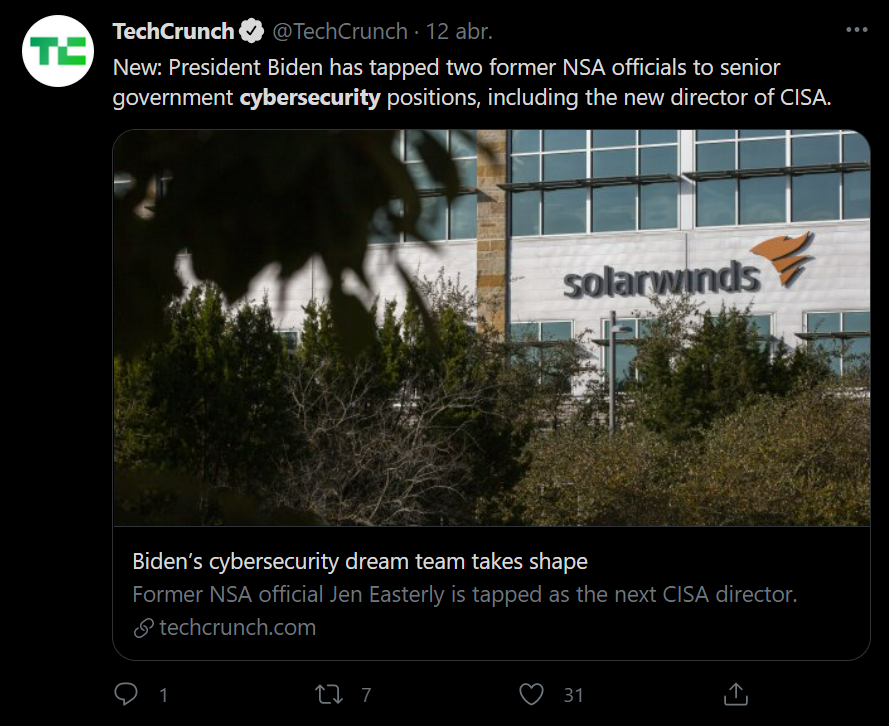 TechCrunch @TechCrunch · 12 abr.
New: President Biden has tapped two former NSA officials to senior
government cybersecurity positions, including the new director of CISA.
TC
solarwinds
Biden's cybersecurity dream team takes shape
Former NSA official Jen Easterly is tapped as the next CISA director.
techcrunch.com
1 7 31